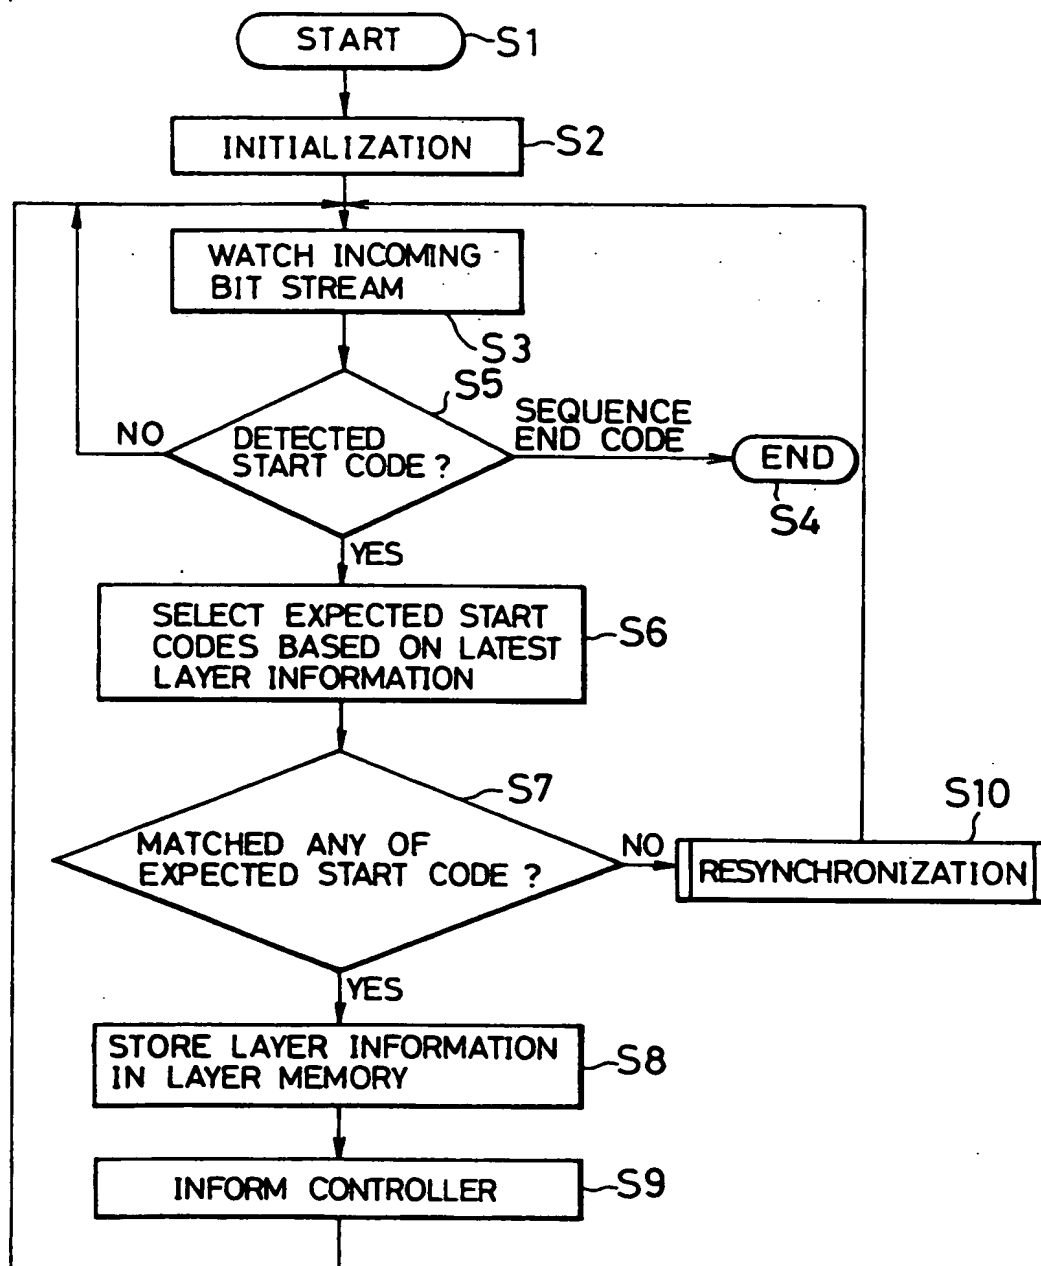 START
S1
INITIALIZATION
S2
WATCH INCOMING
BIT STREAM
S3
S5
NO
DETECTED
START CODE ?
SEQUENCE
END CODE
END
S4
YES
SELECT EXPECTED START
CODES BASED ON LATEST
LAYER INFORMATION
S6
S7
MATCHED ANY OF
EXPECTED START CODE ?
NO
S10
RESYNCHRONIZATION
YES
STORE LAYER INFORMATION
IN LAYER MEMORY
S8
INFORM CONTROLLER
S9